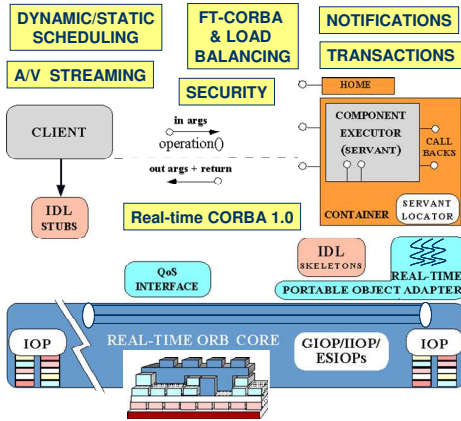 DYNAMIC/STATIC
SCHEDULING
FT-CORBA
& LOAD
BALANCING
NOTIFICATIONS
TRANSACTIONS
A/V STREAMING
SECURITY
HOME
CLIENT
in args
operation()
out args + return
COMPONENT
EXECUTOR
(SERVANT)
CALL
BACKS
CONTAINER
SERVANT
LOCATOR
IDL
STUBS
Real-time CORBA 1.0
IDL
SKELETONS
REAL-TIME
PORTABLE OBJECT ADAPTER
QoS
INTERFACE
IOP
REAL-TIME ORB CORE
GIOP/IIOP/
ESIOPs
IOP